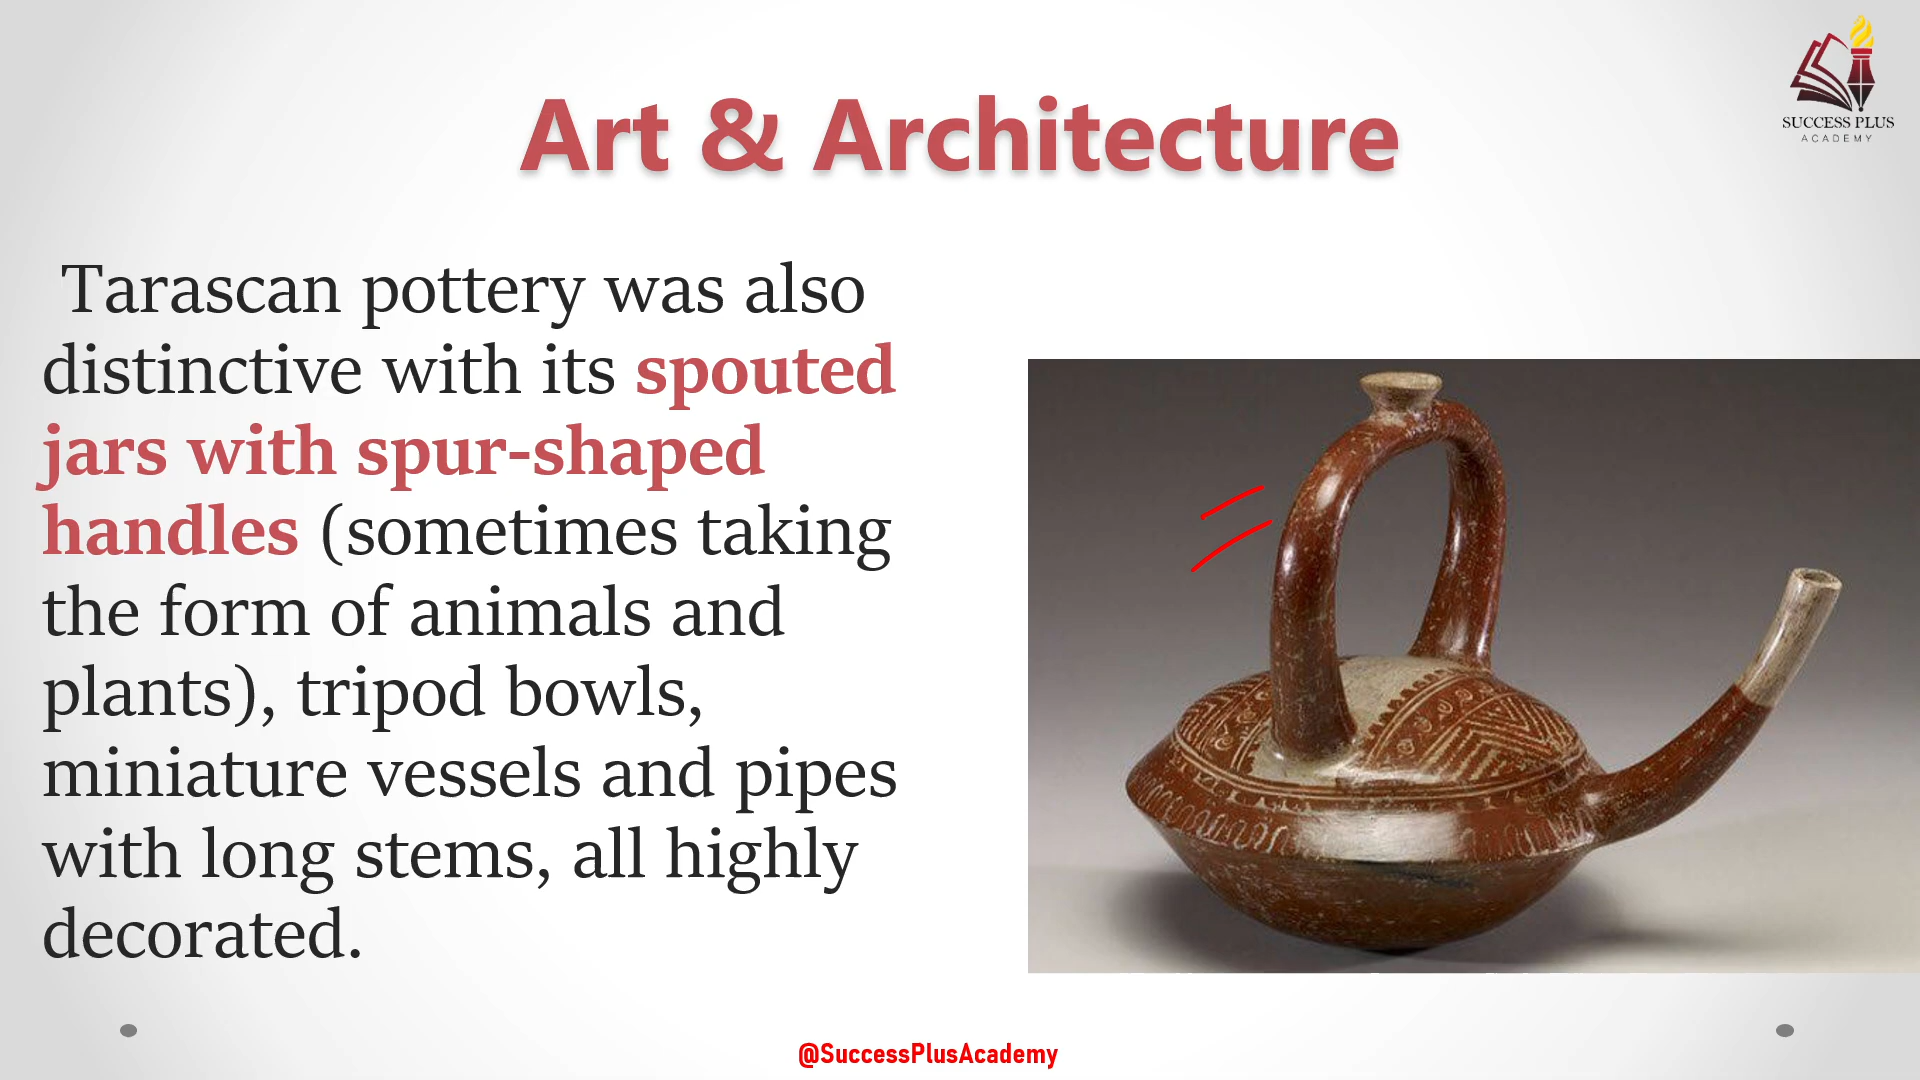 SUCCESS PLUS
ACADEMY
Art & Architecture
Tarascan pottery was also
distinctive with its spouted
jars with spur-shaped
handles (sometimes taking
the form of animals and
plants), tripod bowls,
miniature vessels and pipes
with long stems, all highly
decorated.
@SuccessPlusAcademy